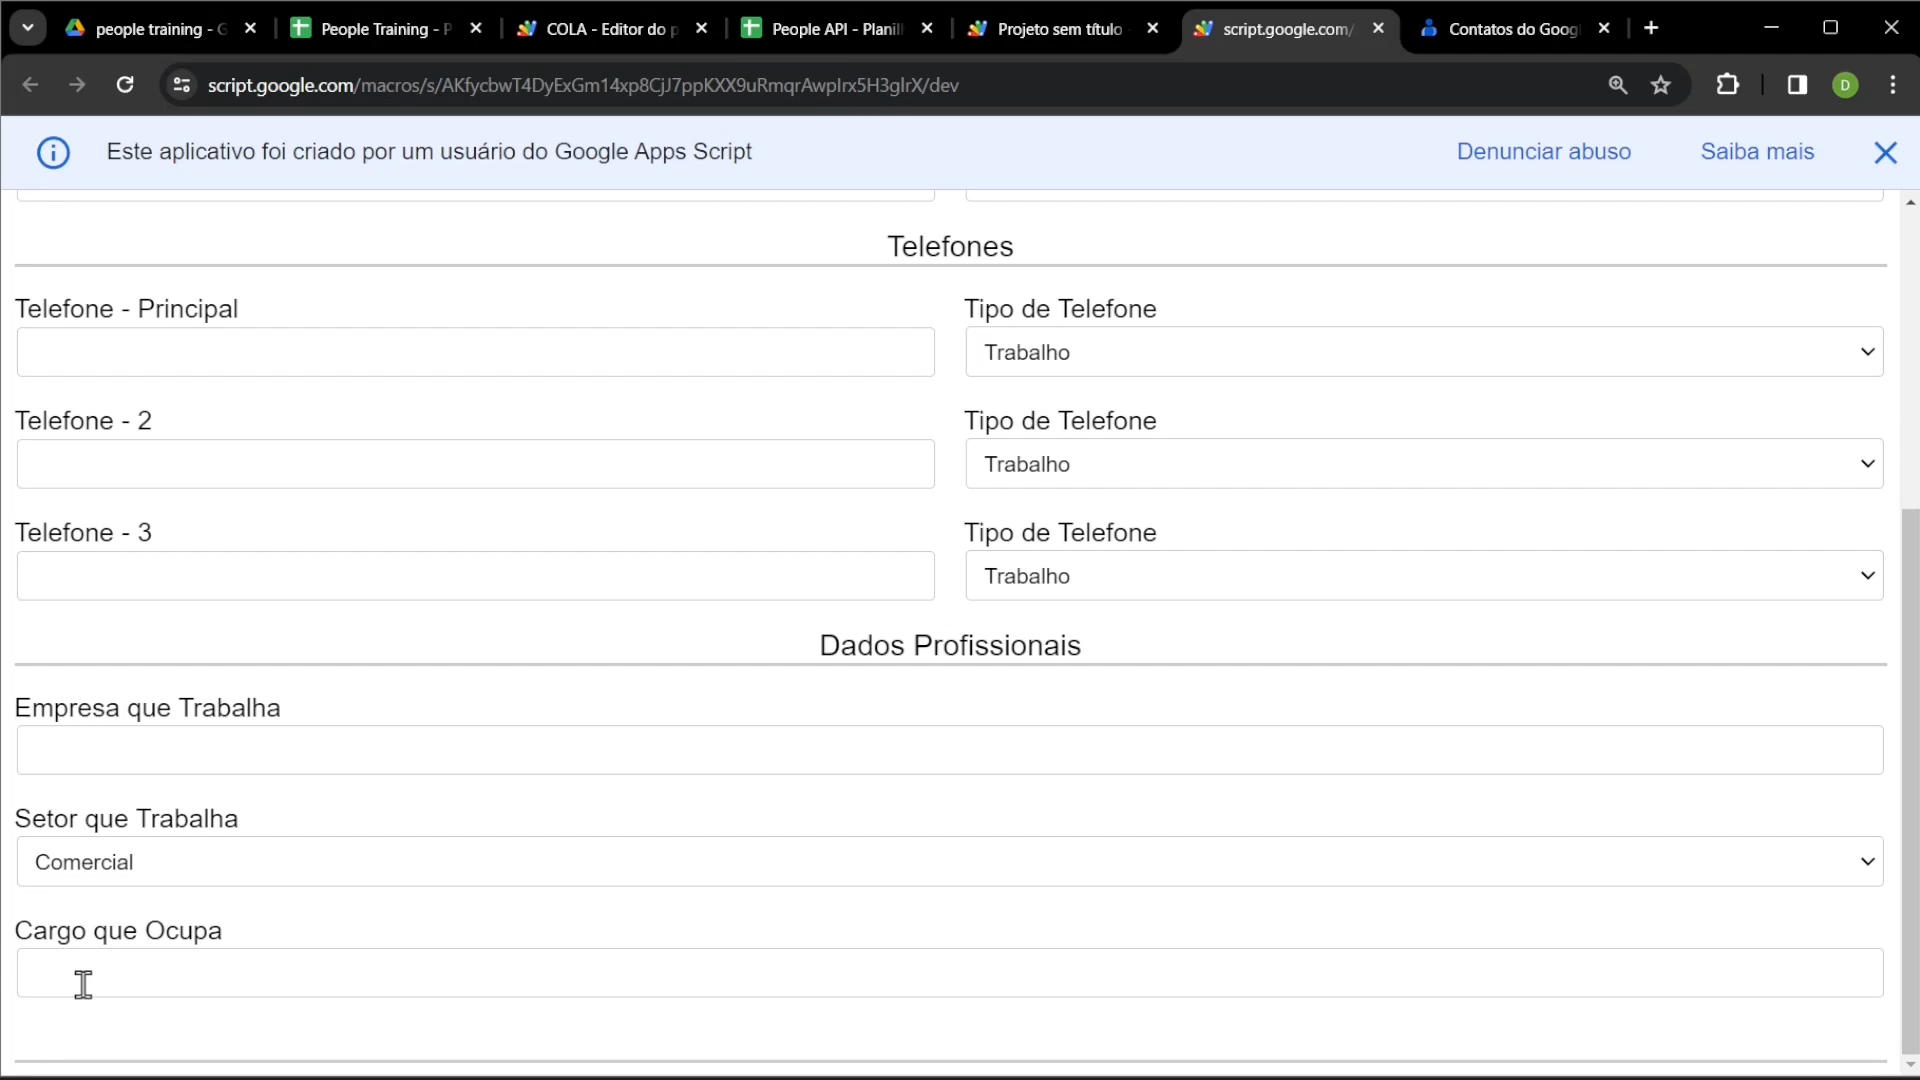 people training - G
People Training - P
COLA - Editor do p
People API - Planil
Projeto sem título
script.google.com/
Contatos do Goog
script.google.com/macros/s/AKfycbwT4DyExGm14xp8CjJ7ppKXX9uRmqrAwpIrx5H3glrX/dev
D
Este aplicativo foi criado por um usuário do Google Apps Script
Denunciar abuso
Saiba mais
Telefones
Telefone - Principal
Tipo de Telefone
Trabalho
Telefone - 2
Tipo de Telefone
Trabalho
Telefone - 3
Tipo de Telefone
Trabalho
Dados Profissionais
Empresa que Trabalha
Setor que Trabalha
Comercial
Cargo que Ocupa